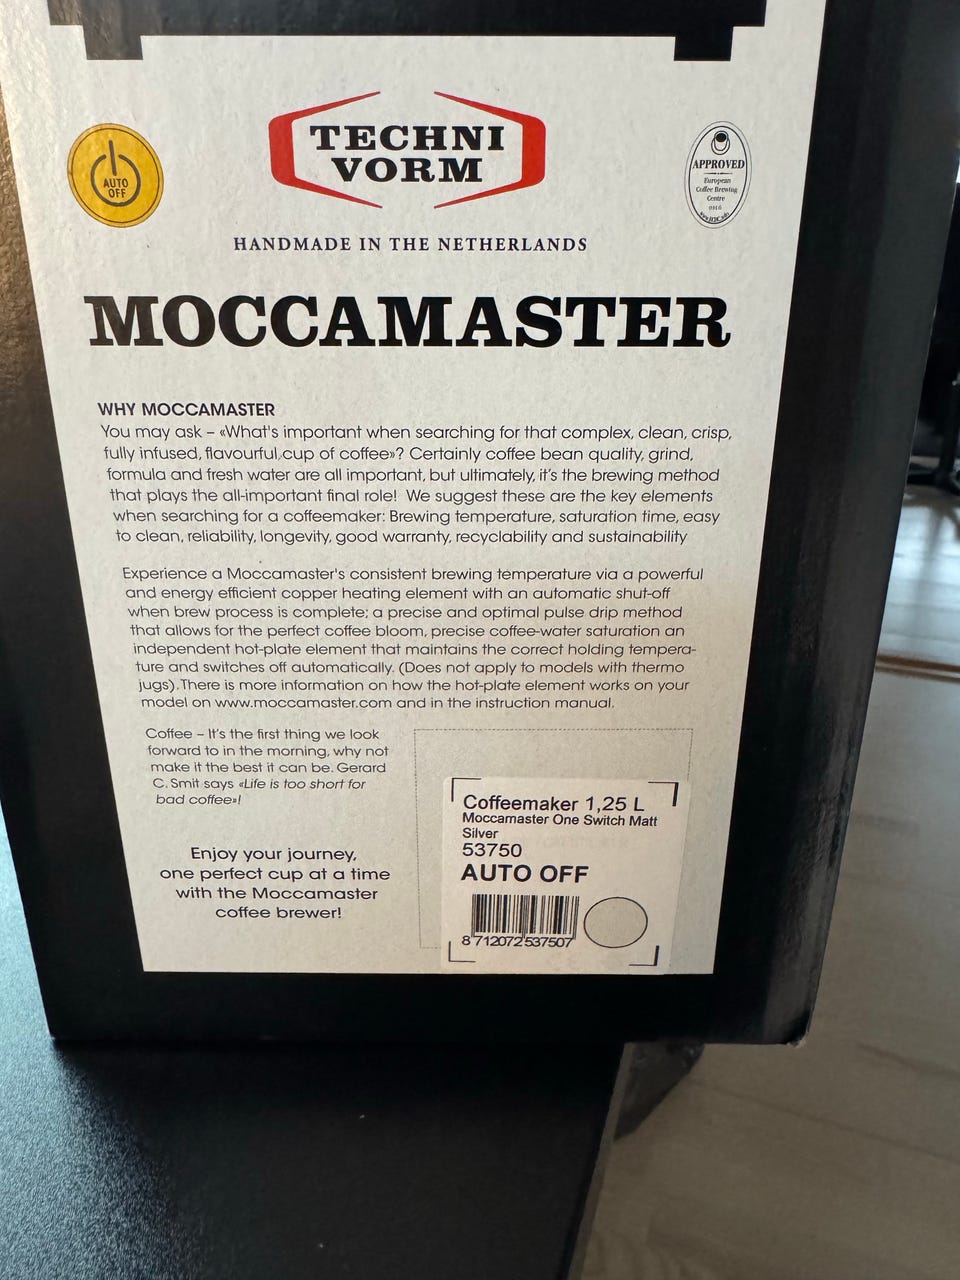 AUTO
OFF
TECHNI
VORM
APPROVED
European
Coffee Brewing
Centre
HANDMADE IN THE NETHERLANDS
MOCCAMASTER
WHY MOCCAMASTER
You may ask – «What's important when searching for that complex, clean, crisp,
fully infused, flavourful cup of coffee»? Certainly coffee bean quality, grind,
formula and fresh water are all important, but ultimately, it's the brewing method
that plays the all-important final role! We suggest these are the key elements
when searching for a coffeemaker: Brewing temperature, saturation time, easy
to clean, reliability, longevity, good warranty, recyclability and sustainability
Experience a Moccamaster's consistent brewing temperature via a powerful
and energy efficient copper heating element with an automatic shut-off
when brew process is complete; a precise and optimal pulse drip method
that allows for the perfect coffee bloom, precise coffee-water saturation an
independent hot-plate element that maintains the correct holding tempera-
ture and switches off automatically. (Does not apply to models with thermo
jugs).There is more information on how the hot-plate element works on your
model on www.moccamaster.com and in the instruction manual.
Coffee – It's the first thing we look
forward to in the morning, why not
make it the best it can be. Gerard
C. Smit says «Life is too short for
bad coffee»!
Enjoy your journey,
one perfect cup at a time
with the Moccamaster
coffee brewer!
Coffeemaker 1,25 L
Moccamaster One Switch Matt
Silver
53750
AUTO OFF
8 712072 537507